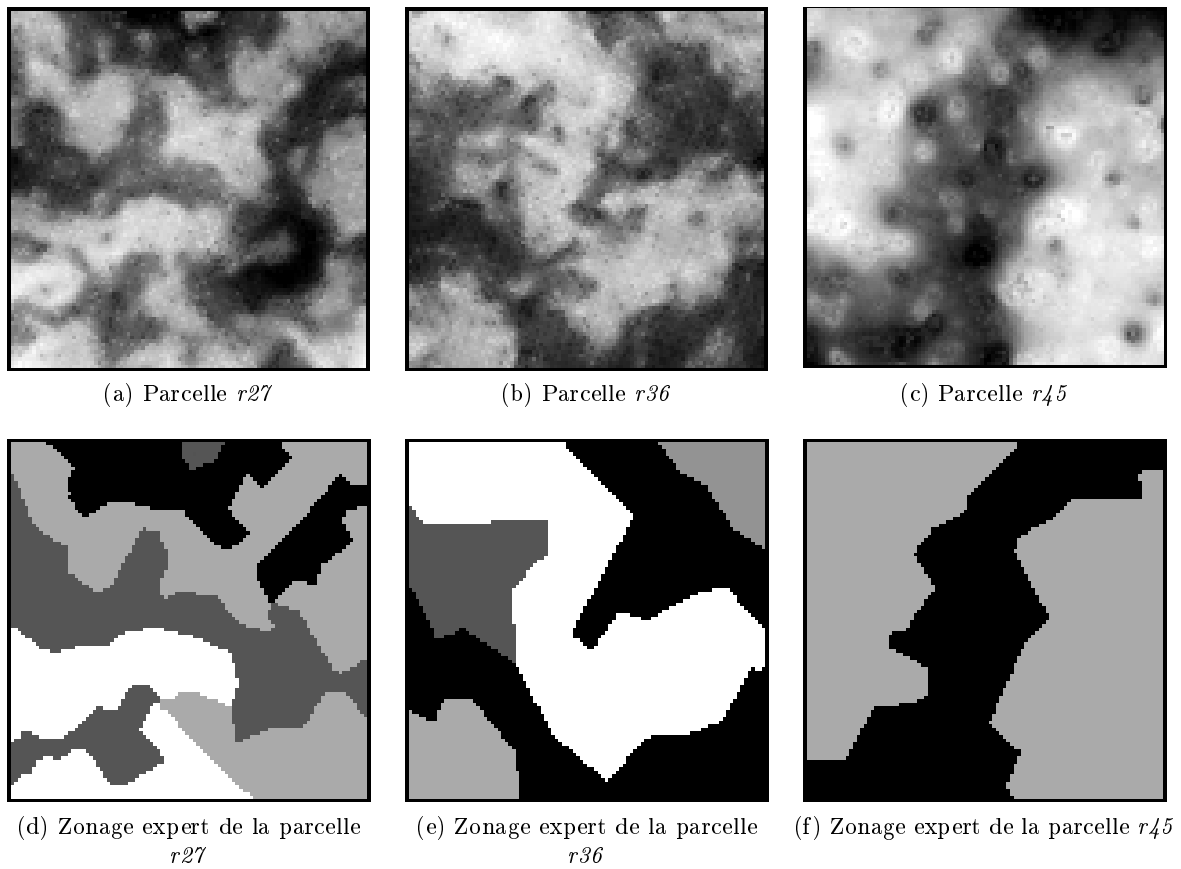 (a) Parcelle r27
(b) Parcelle r36
(c) Parcelle r45
(d) Zonage expert de la parcelle
r27
(e) Zonage expert de la parcelle
r36
(f) Zonage expert de la parcelle r45